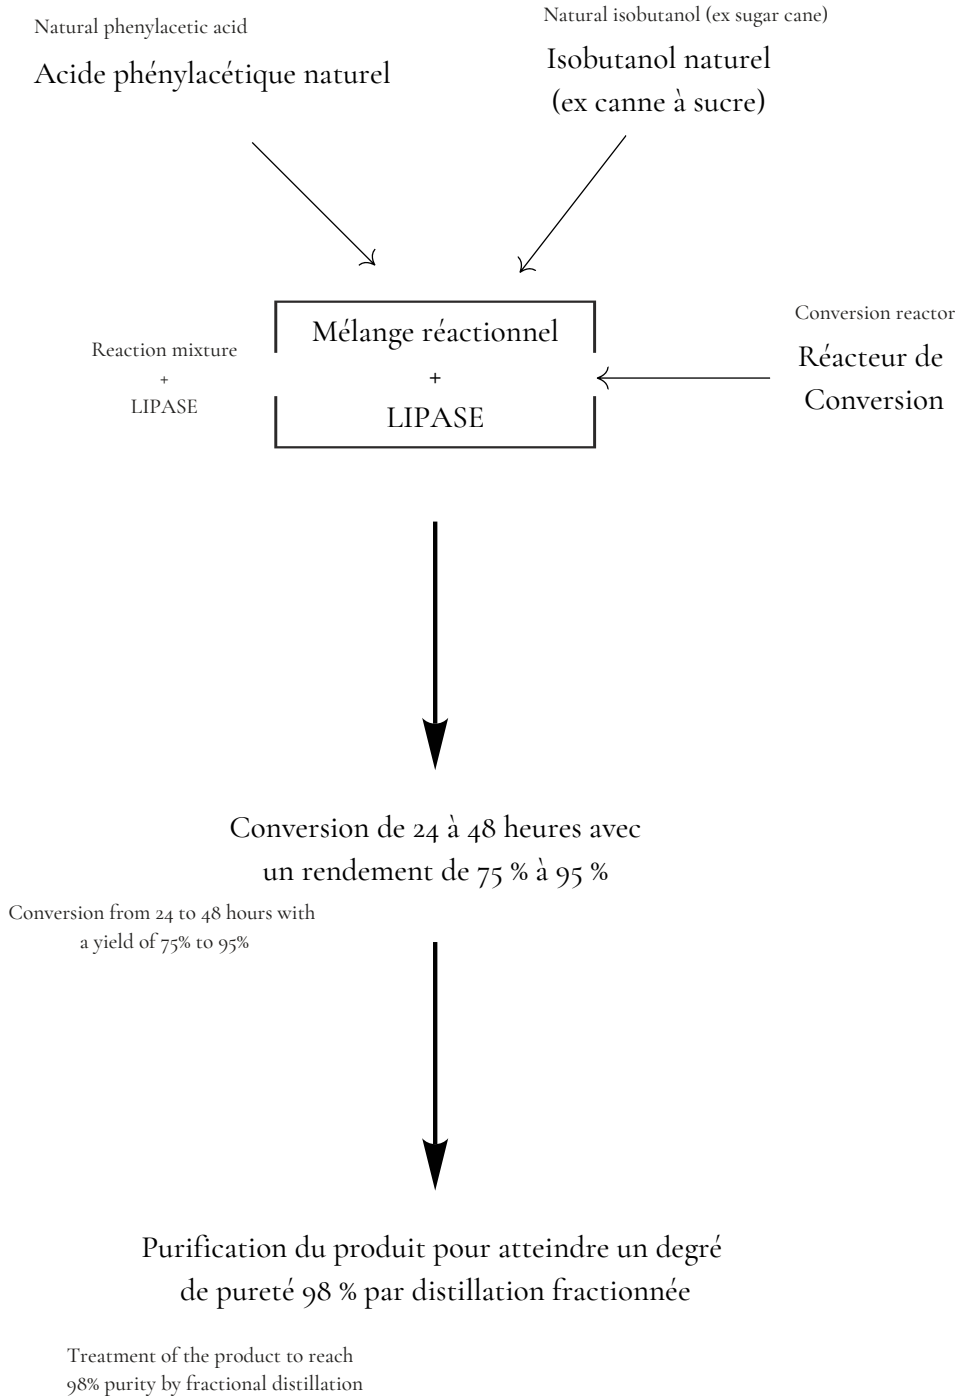 Natural phenylacetic acid
Acide phénylacétique naturel
Natural isobutanol (ex sugar cane)
Isobutanol naturel
(ex canne à sucre)
Reaction mixture
+
LIPASE
Mélange réactionnel
+
LIPASE
Conversion reactor
Réacteur de
Conversion
Conversion de 24 à 48 heures avec
un rendement de 75 % à 95 %
Conversion from 24 to 48 hours with
a yield of 75% to 95%
Purification du produit pour atteindre un degré
de pureté 98 % par distillation fractionnée
Treatment of the product to reach
98% purity by fractional distillation